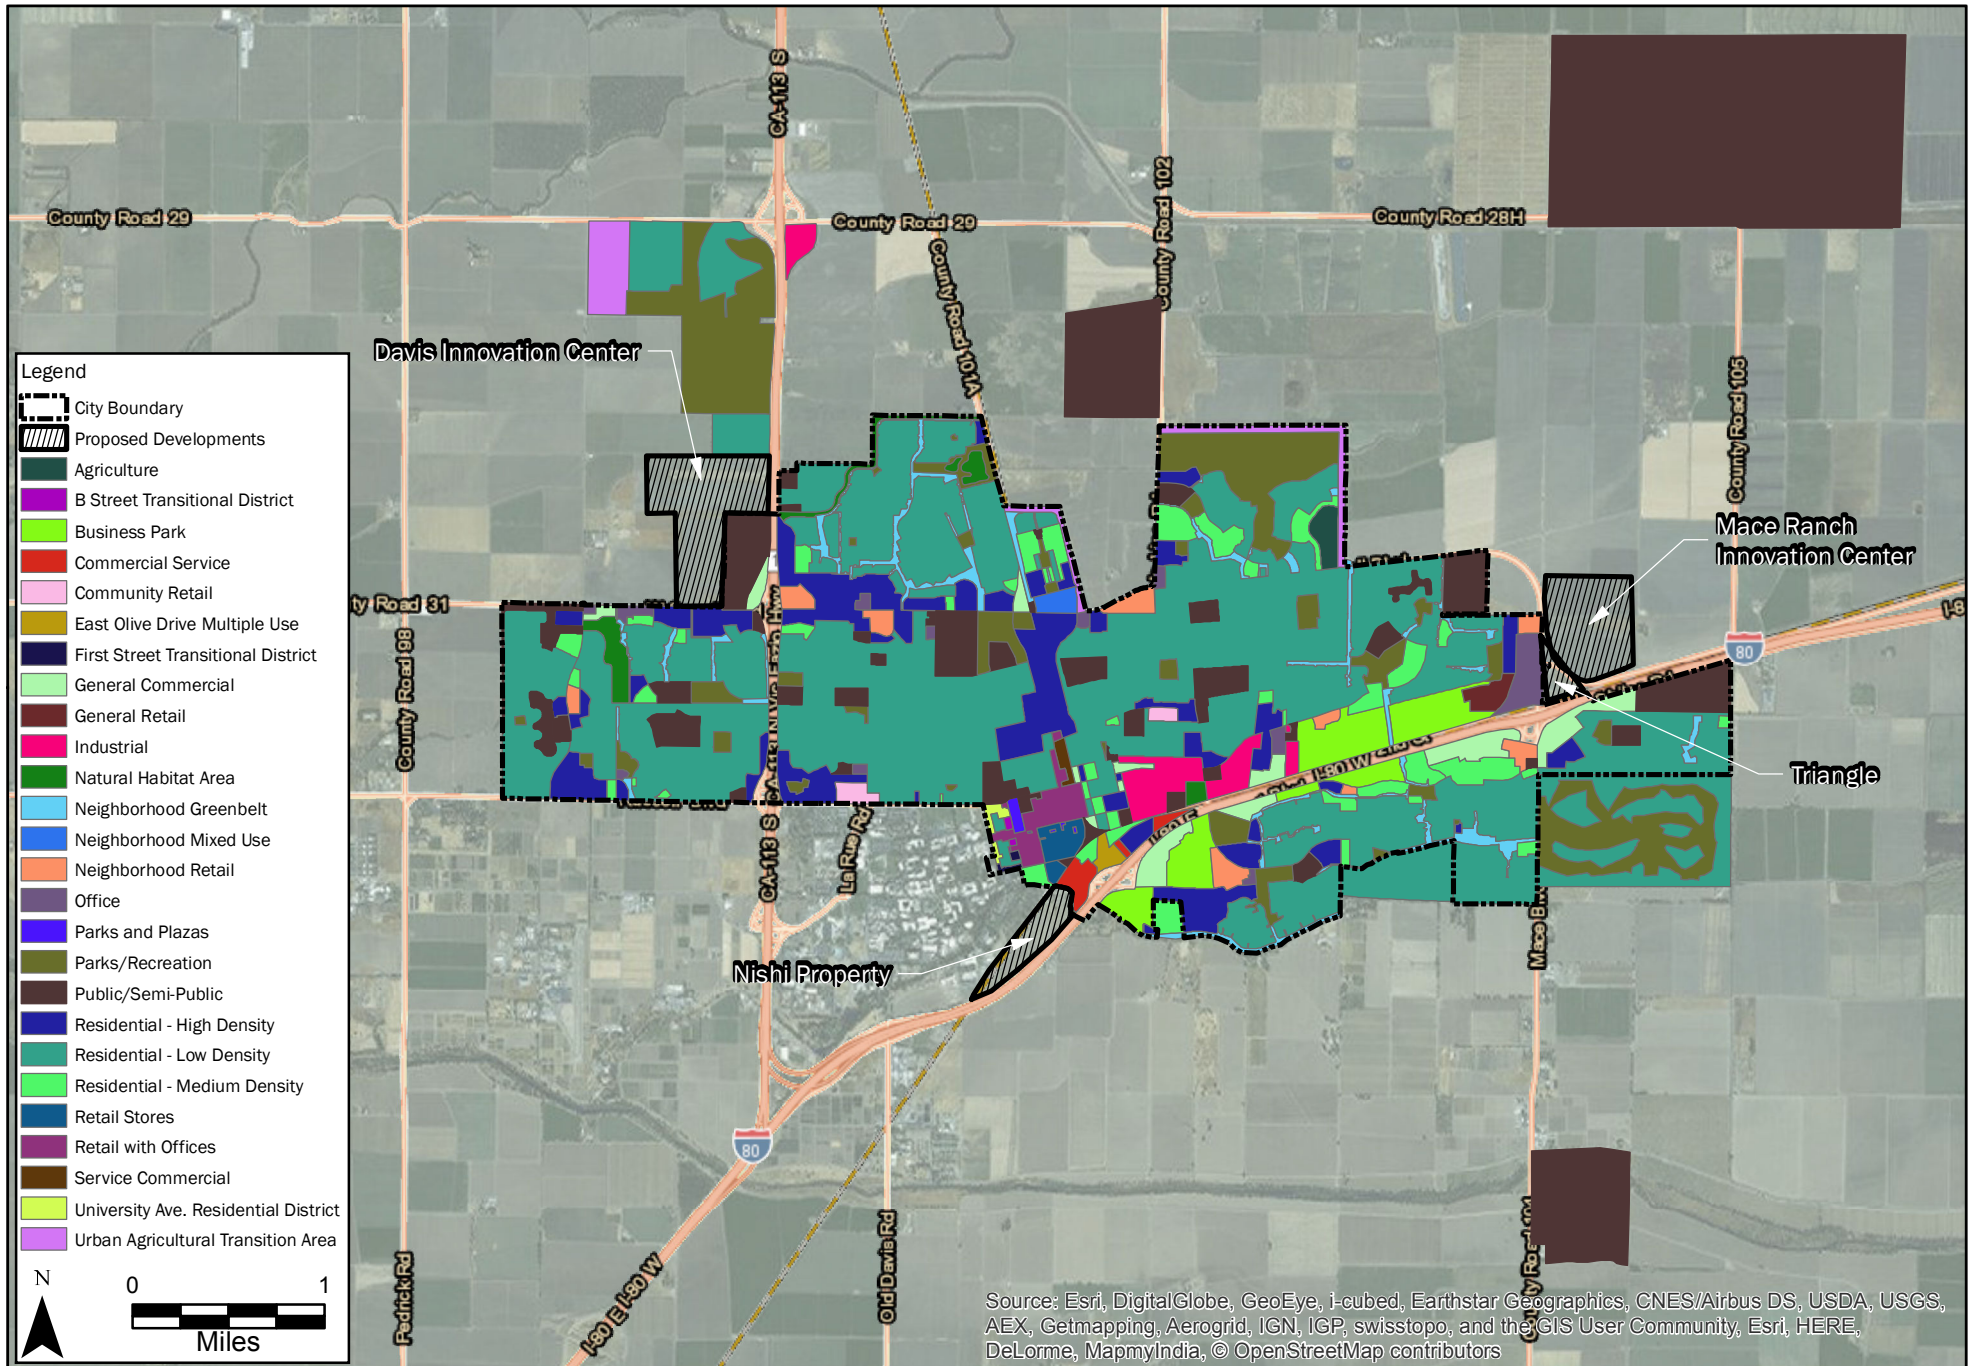 CA-113 S
County Road 102
County Road 29
County Road 29
County Road 28H
County Road 101A
Davis Innovation Center
County Road 105
Mace Ranch
Innovation Center
County Road 98
80
Triangle
CA-113 S
La Rue Rd
Nishi Property
80
Old Davis Rd
I-80 E I-80 W
Pedrick Rd
Legend
City Boundary
Proposed Developments
Agriculture
B Street Transitional District
Business Park
Commercial Service
Community Retail
East Olive Drive Multiple Use
First Street Transitional District
General Commercial
General Retail
Industrial
Natural Habitat Area
Neighborhood Greenbelt
Neighborhood Mixed Use
Neighborhood Retail
Office
Parks and Plazas
Parks/Recreation
Public/Semi-Public
Residential - High Density
Residential - Low Density
Residential - Medium Density
Retail Stores
Retail with Offices
Service Commercial
University Ave. Residential District
Urban Agricultural Transition Area
N
0 1
Miles
Source: Esri, DigitalGlobe, GeoEye, i-cubed, Earthstar Geographics, CNES/Airbus DS, USDA, USGS,
AEX, Getmapping, Aerogrid, IGN, IGP, swisstopo, and the GIS User Community, Esri, HERE,
DeLorme, MapmyIndia, © OpenStreetMap contributors